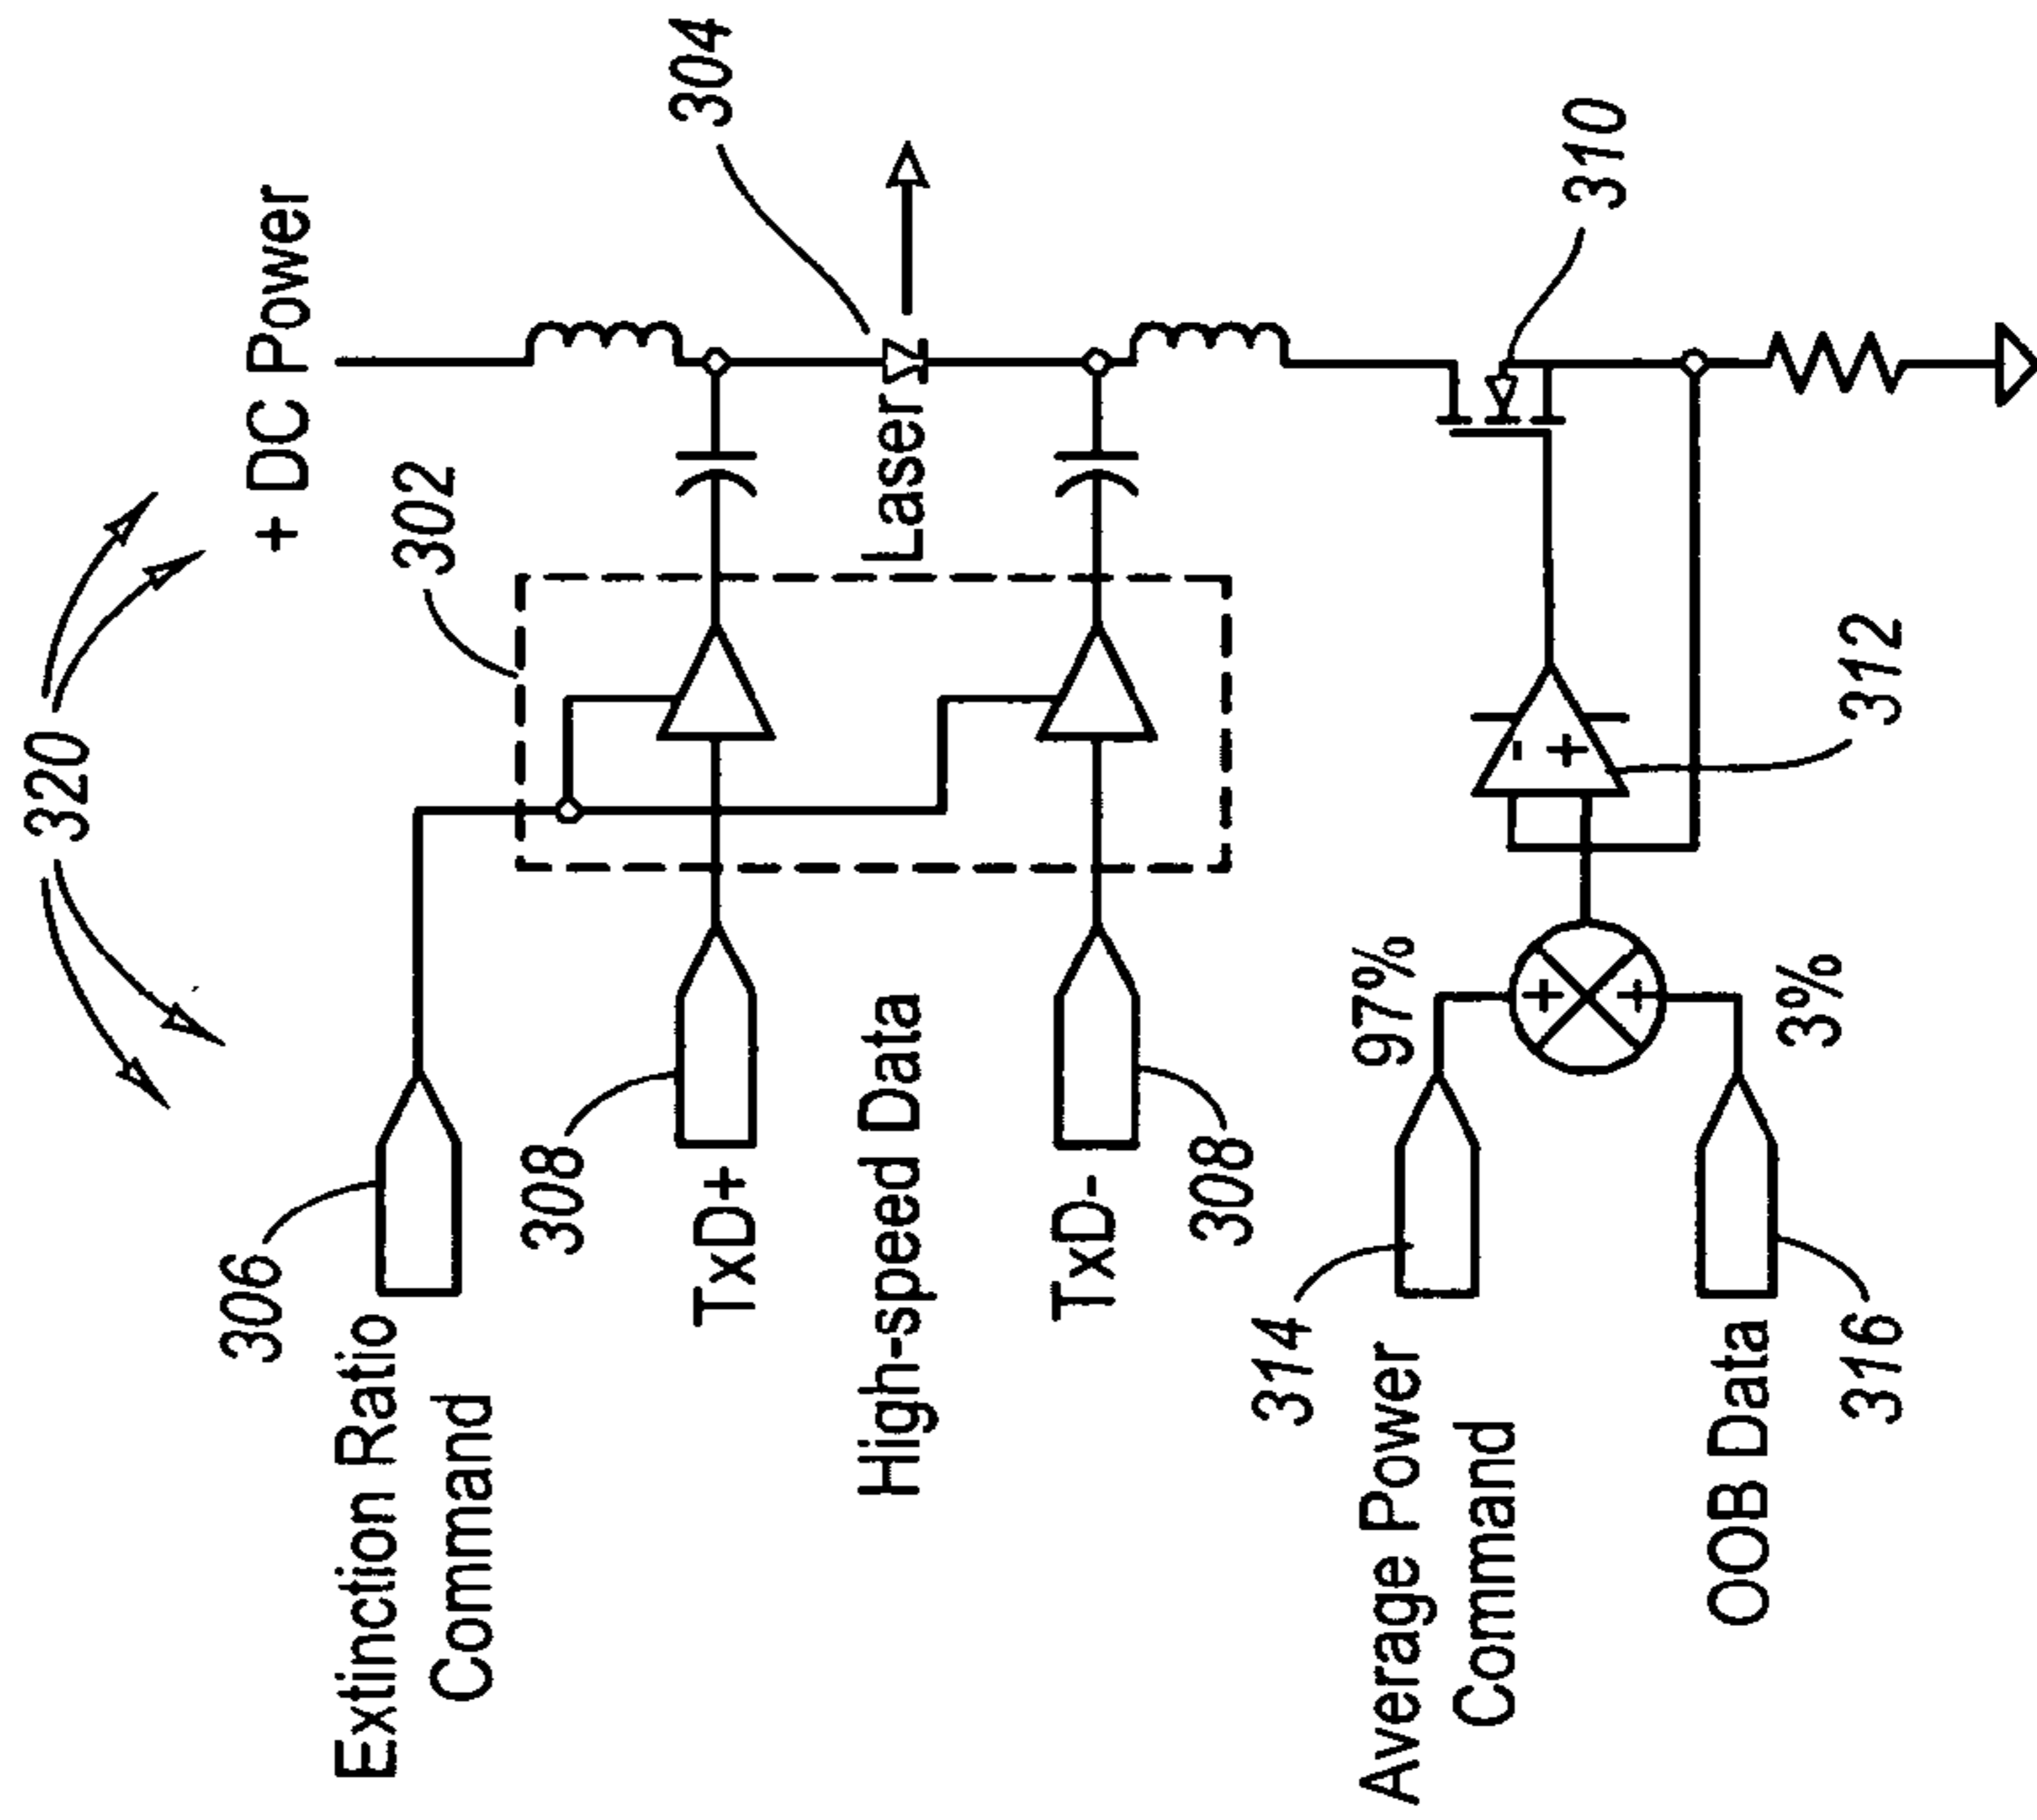 320
306
+ DC Power
Extinction Ratio
Command
302
308
304
TxD+
High-speed Data
Laser
TxD-
308
314
Average Power
Command
97%
+
+
-
+
310
OOB Data
3%
316
312